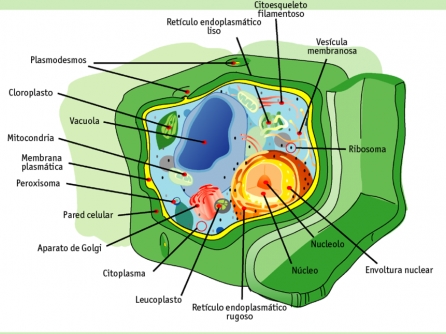 Citoesqueleto
filamentoso
Retículo endoplasmático
liso
Vesícula
membranosa
Plasmodesmos
Cloroplasto
Vacuola
Mitocondria
Ribosoma
Membrana
plasmática
Peroxisoma
Pared celular
Aparato de Golgi
Nucleolo
Citoplasma
Núcleo
Envoltura nuclear
Leucoplasto
Retículo endoplasmático
rugoso